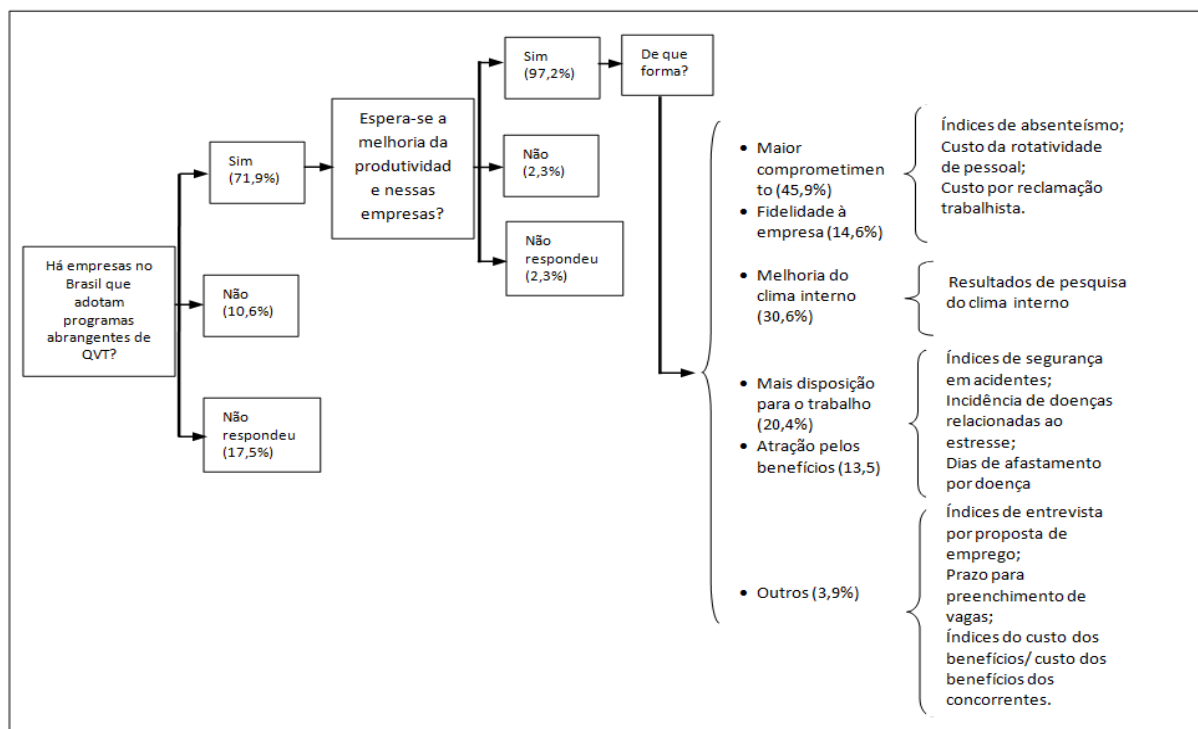 Há empresas no
Brasil que
adotam
programas
abrangentes de
QVT?
Sim
(71,9%)
Não
(10,6%)
Não
respondeu
(17,5%)
Espera-se a
melhoria da
produtividad
e nessas
empresas?
Sim
(97,2%)
Não
(2,3%)
Não
respondeu
(2,3%)
De que
forma?
• Maior
comprometimen
to (45,9%)
• Fidelidade à
empresa (14,6%)
Índices de absenteísmo;
Custo da rotatividade
de pessoal;
Custo por reclamação
trabalhista.
• Melhoria do
clima interno
(30,6%)
Resultados de pesquisa
do clima interno
• Mais disposição
para o trabalho
(20,4%)
• Atração pelos
benefícios (13,5)
Índices de segurança
em acidentes;
Incidência de doenças
relacionadas ao
estresse;
Dias de afastamento
por doença
• Outros (3,9%)
Índices de entrevista
por proposta de
emprego;
Prazo para
preenchimento de
vagas;
Índices do custo dos
benefícios/ custo dos
benefícios dos
concorrentes.